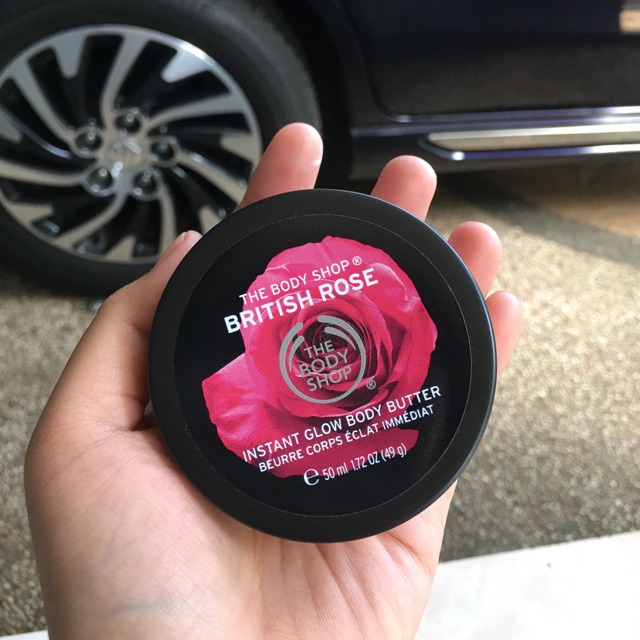 THE BODY SHOP®
BRITISH ROSE
THE
BODY
SHOP®
INSTANT GLOW BODY BUTTER
BEURRE CORPS ÉCLAT IMMÉDIAT
℮ 50 ml 1.72 OZ (49 g)